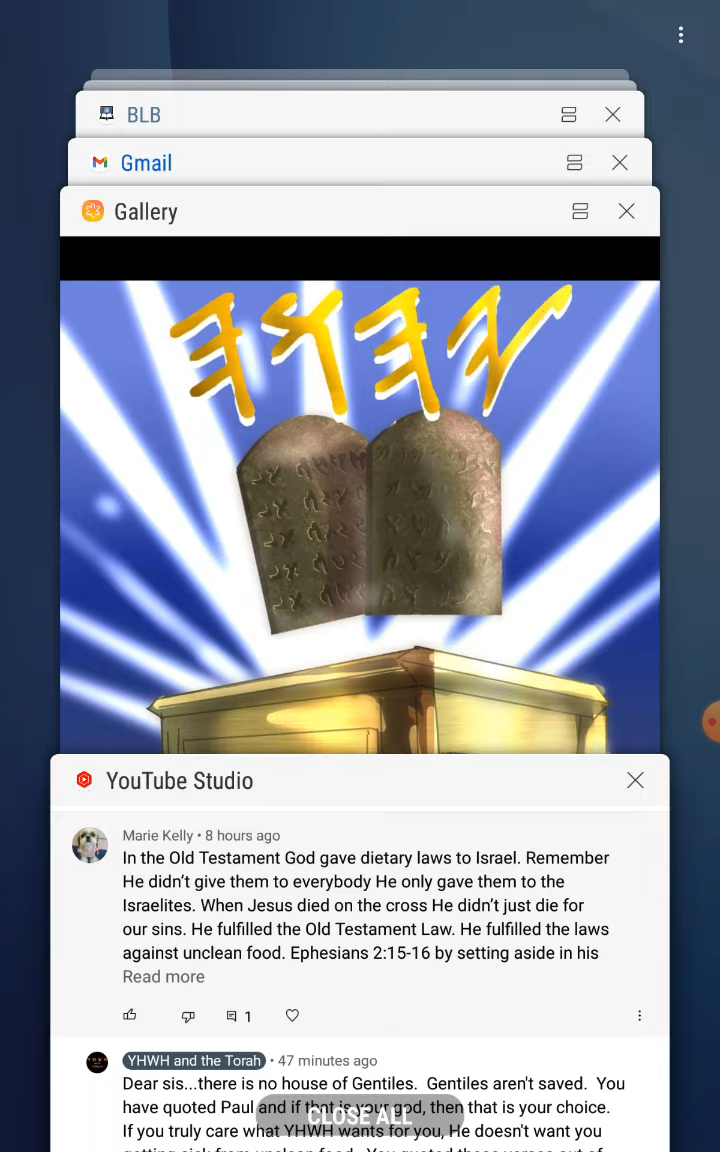 BLB
Gmail
Gallery
𐤉𐤄𐤅𐤄
YouTube Studio
Marie Kelly • 8 hours ago
In the Old Testament God gave dietary laws to Israel. Remember
He didn’t give them to everybody He only gave them to the
Israelites. When Jesus died on the cross He didn’t just die for
our sins. He fulfilled the Old Testament Law. He fulfilled the laws
against unclean food. Ephesians 2:15-16 by setting aside in his
Read more
1
YHWH and the Torah • 47 minutes ago
Dear sis...there is no house of Gentiles. Gentiles aren't saved. You
have quoted Paul and if that is your god, then that is your choice.
CLOSE ALL
If you truly care what YHWH wants for you, He doesn't want you